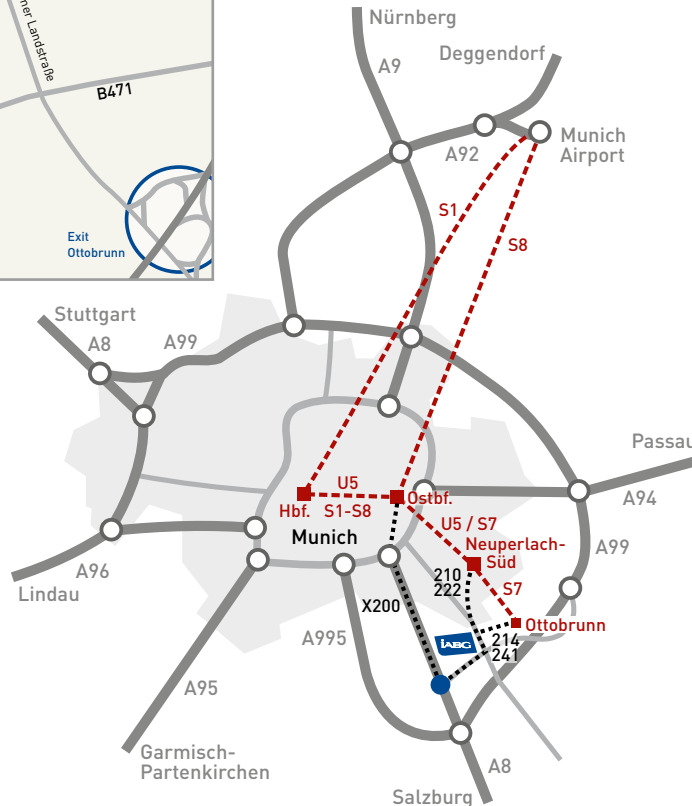 ner Landstraße
B471
Exit
Ottobrunn
Nürnberg
A9
Deggendorf
A92
Munich
Airport
S1
S8
Stuttgart
A8
A99
Passau
A94
A99
U5
Hbf.
S1-S8
Ostbf.
Munich
U5 / S7
Neuperlach-
Süd
210
222
S7
X200
Ottobrunn
iABG
214
241
A96
Lindau
A995
A95
Garmisch-
Partenkirchen
A8
Salzburg